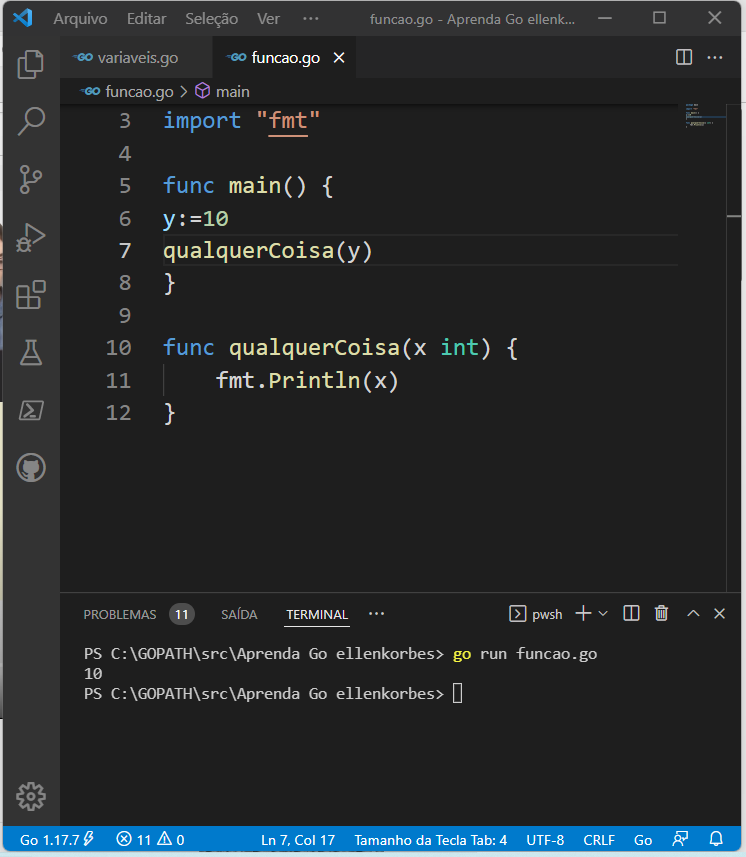 Arquivo Editar Seleção Ver ··· funcao.go - Aprenda Go ellenk...
GO variaveis.go GO funcao.go
GO funcao.go > main
3 import "fmt"
4
5 func main() {
6 y:=10
7 qualquerCoisa(y)
8 }
9
10 func qualquerCoisa(x int) {
11 fmt.Println(x)
12 }
PROBLEMAS 11 SAÍDA TERMINAL ··· pwsh
PS C:\GOPATH\src\Aprenda Go ellenkorbes> go run funcao.go
10
PS C:\GOPATH\src\Aprenda Go ellenkorbes>
Go 1.17.7 11 0 Ln 7, Col 17 Tamanho da Tecla Tab: 4 UTF-8 CRLF Go